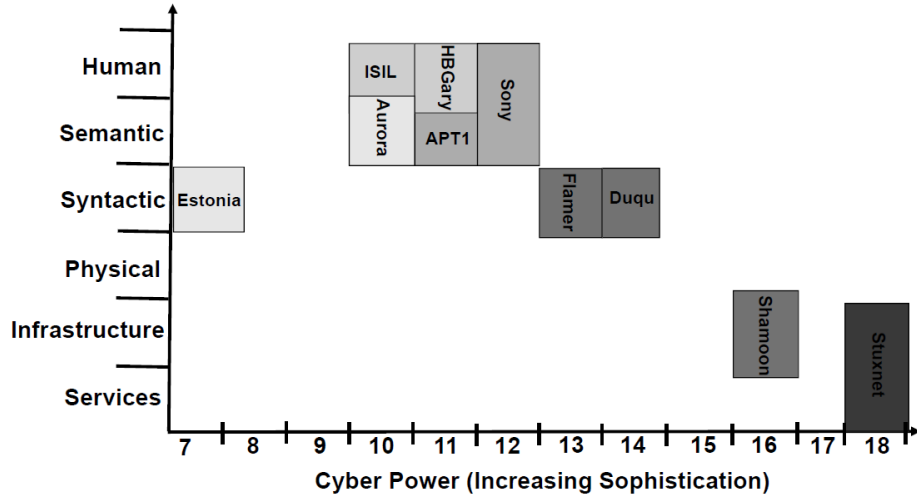 Human
Semantic
Syntactic
Physical
Infrastructure
Services
ISIL
HBGary
Sony
Aurora
APT1
Estonia
Flamer
Duqu
Shamoon
Stuxnet
7 8 9 10 11 12 13 14 15 16 17 18
Cyber Power (Increasing Sophistication)